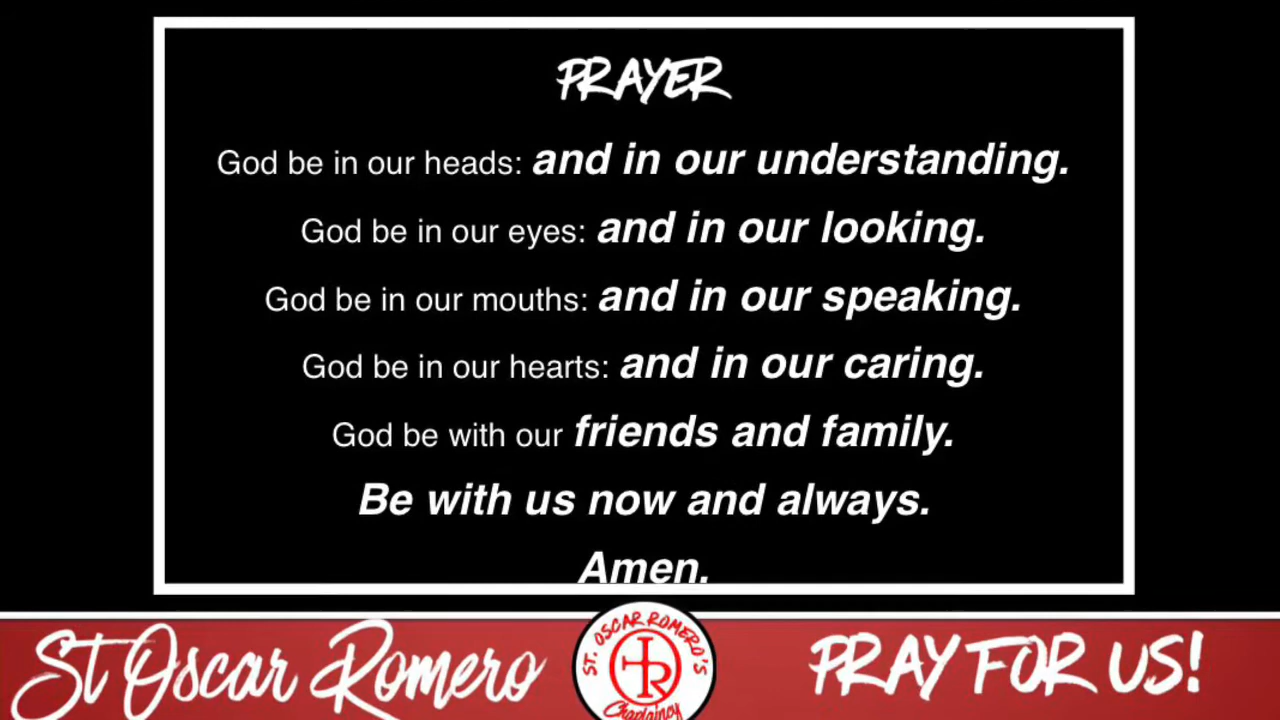 PRAYER
God be in our heads: and in our understanding.
God be in our eyes: and in our looking.
God be in our mouths: and in our speaking.
God be in our hearts: and in our caring.
God be with our friends and family.
Be with us now and always.
Amen.
St Oscar Romero
ST. OSCAR ROMERO'S
Chaplaincy
PRAY FOR US!